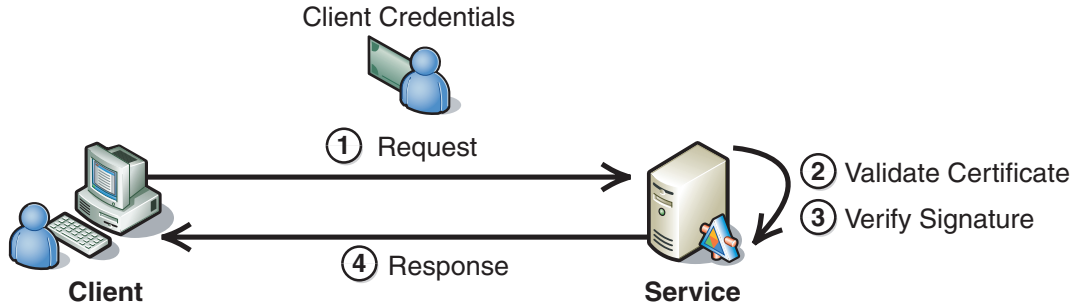 Client Credentials
1 Request
2 Validate Certificate
3 Verify Signature
4 Response
Client
Service